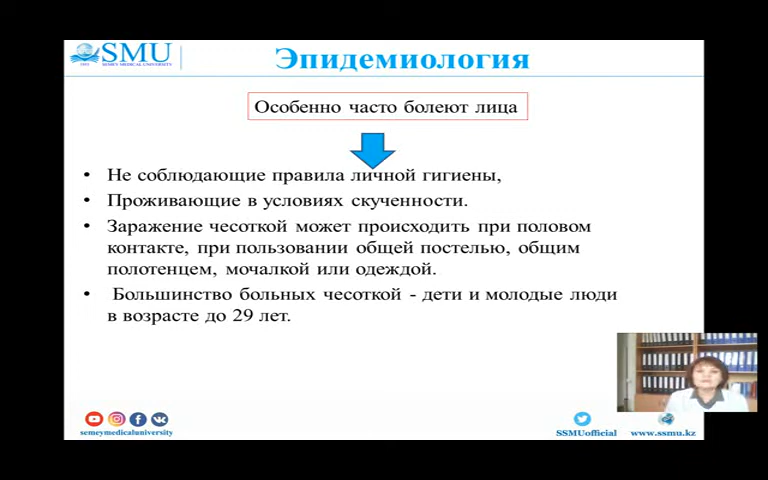 SMU
SEMEY MEDICAL UNIVERSITY
Эпидемиология
Особенно часто болеют лица
• Не соблюдающие правила личной гигиены,
• Проживающие в условиях скученности.
• Заражение чесоткой может происходить при половом
контакте, при пользовании общей постелью, общим
полотенцем, мочалкой или одеждой.
• Большинство больных чесоткой - дети и молодые люди
в возрасте до 29 лет.
semeymedicaluniversity
SSMUofficial
www.ssmu.kz